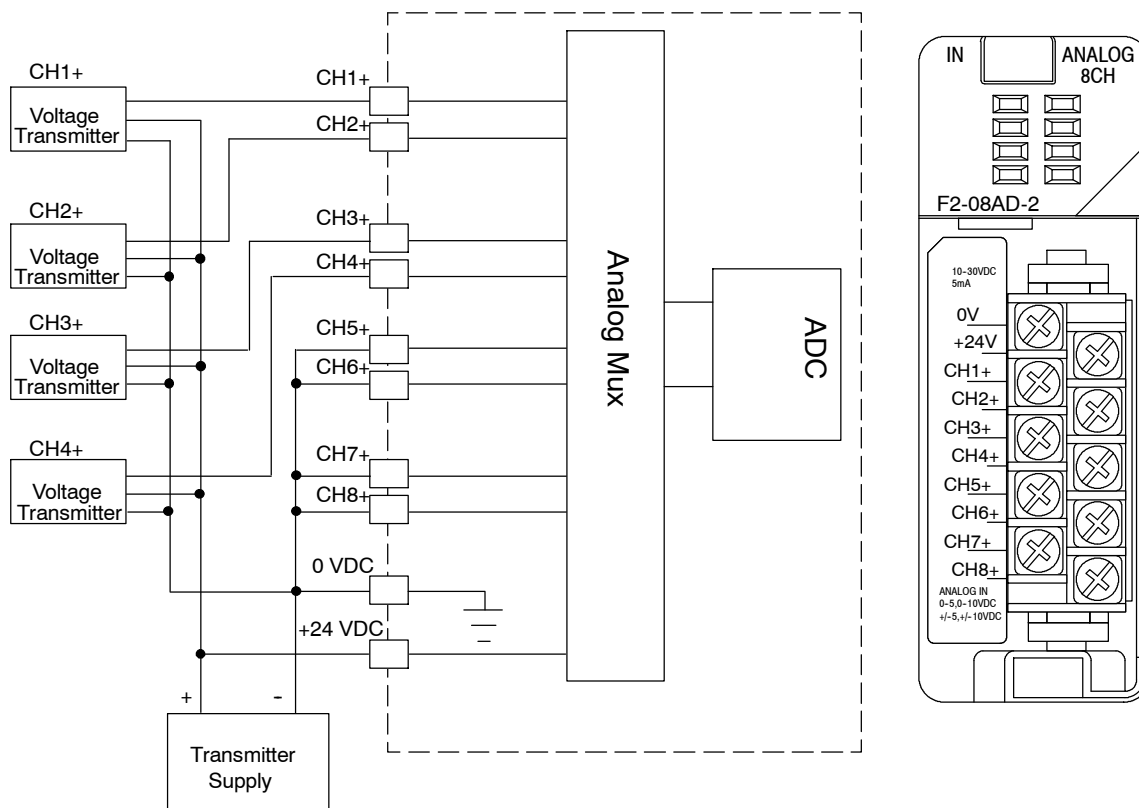 CH1+
Voltage
Transmitter
CH2+
Voltage
Transmitter
CH3+
Voltage
Transmitter
CH4+
Voltage
Transmitter
CH1+
CH2+
CH3+
CH4+
CH5+
CH6+
CH7+
CH8+
0 VDC
+24 VDC
+ -
Transmitter
Supply
Analog Mux
ADC
IN ANALOG
8CH
F2-08AD-2
10-30VDC
5mA
0V
+24V
CH1+
CH2+
CH3+
CH4+
CH5+
CH6+
CH7+
CH8+
ANALOG IN
0-5,0-10VDC
+/-5,+/-10VDC